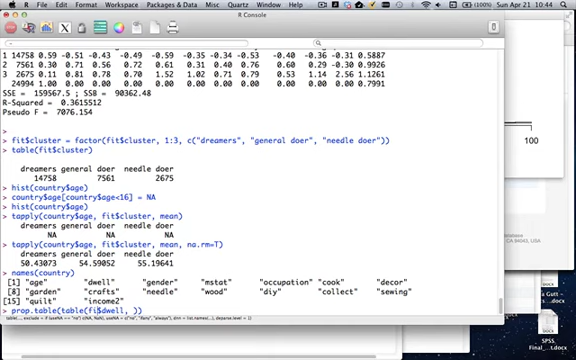 R File Edit Format Workspace Packages & Data Misc Window Help Sun Apr 21 10:44
R Console
1 14758 0.59 -0.51 -0.43 -0.49 -0.59 -0.35 -0.34 -0.53 -0.40 -0.36 -0.31 0.5887
2 7561 0.30 0.56 0.72 0.61 0.31 0.40 0.76 0.60 0.29 -0.30 0.9926
3 2675 0.11 0.81 0.78 0.70 1.52 1.02 0.71 0.79 0.53 1.14 2.56 1.1261
24994 1.00 0.00 0.00 0.00 0.00 0.00 0.00 0.00 0.00 0.00 0.00 0.7991
SSE = 159567.5 ; SSB = 90362.48
R-Squared = 0.3615512
Pseudo F = 7076.154
>
> fit$cluster = factor(fit$cluster, 1:3, c("dreamers", "general doer", "needle doer"))
> table(fit$cluster)
dreamers general doer needle doer
14758 7561 2675
> hist(country$age)
> country$age[country$age<16] = NA
> hist(country$age)
> tapply(country$age, fit$cluster, mean)
dreamers general doer needle doer
NA NA NA
> tapply(country$age, fit$cluster, mean, na.rm=T)
dreamers general doer needle doer
50.43073 54.59052 55.19641
> names(country)
[1] "age" "dwell" "gender" "mstat" "occupation" "cook" "decor"
[8] "garden" "crafts" "needle" "wood" "diy" "collect" "sewing"
[15] "quilt" "income2"
> prop.table(table(fi$dwell, ))
100
CA 84043, USA
DOCX
SPSS_
Final_...t.docx